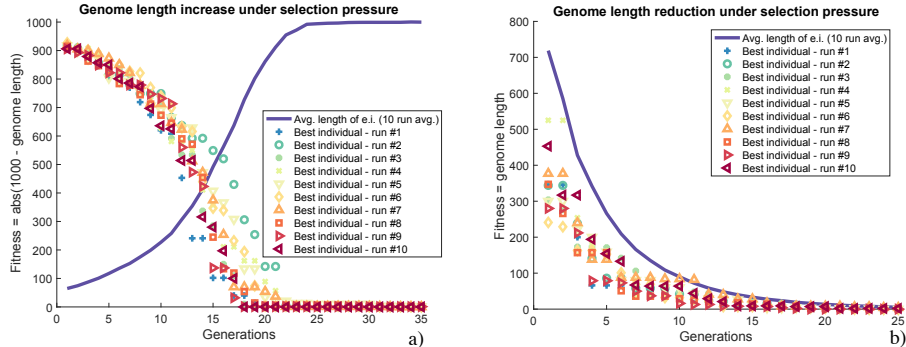 Genome length increase under selection pressure
Fitness = abs(1000 - genome length)
1000
900
800
700
600
500
400
300
200
100
0
Avg. length of e.i. (10 run avg.)
Best individual - run #1
Best individual - run #2
Best individual - run #3
Best individual - run #4
Best individual - run #5
Best individual - run #6
Best individual - run #7
Best individual - run #8
Best individual - run #9
Best individual - run #10
0 5 10 15 20 25 30 35
Generations
a)
Genome length reduction under selection pressure
Fitness = genome length
800
700
600
500
400
300
200
100
0
Avg. length of e.i. (10 run avg.)
Best individual - run #1
Best individual - run #2
Best individual - run #3
Best individual - run #4
Best individual - run #5
Best individual - run #6
Best individual - run #7
Best individual - run #8
Best individual - run #9
Best individual - run #10
0 5 10 15 20 25
Generations
b)